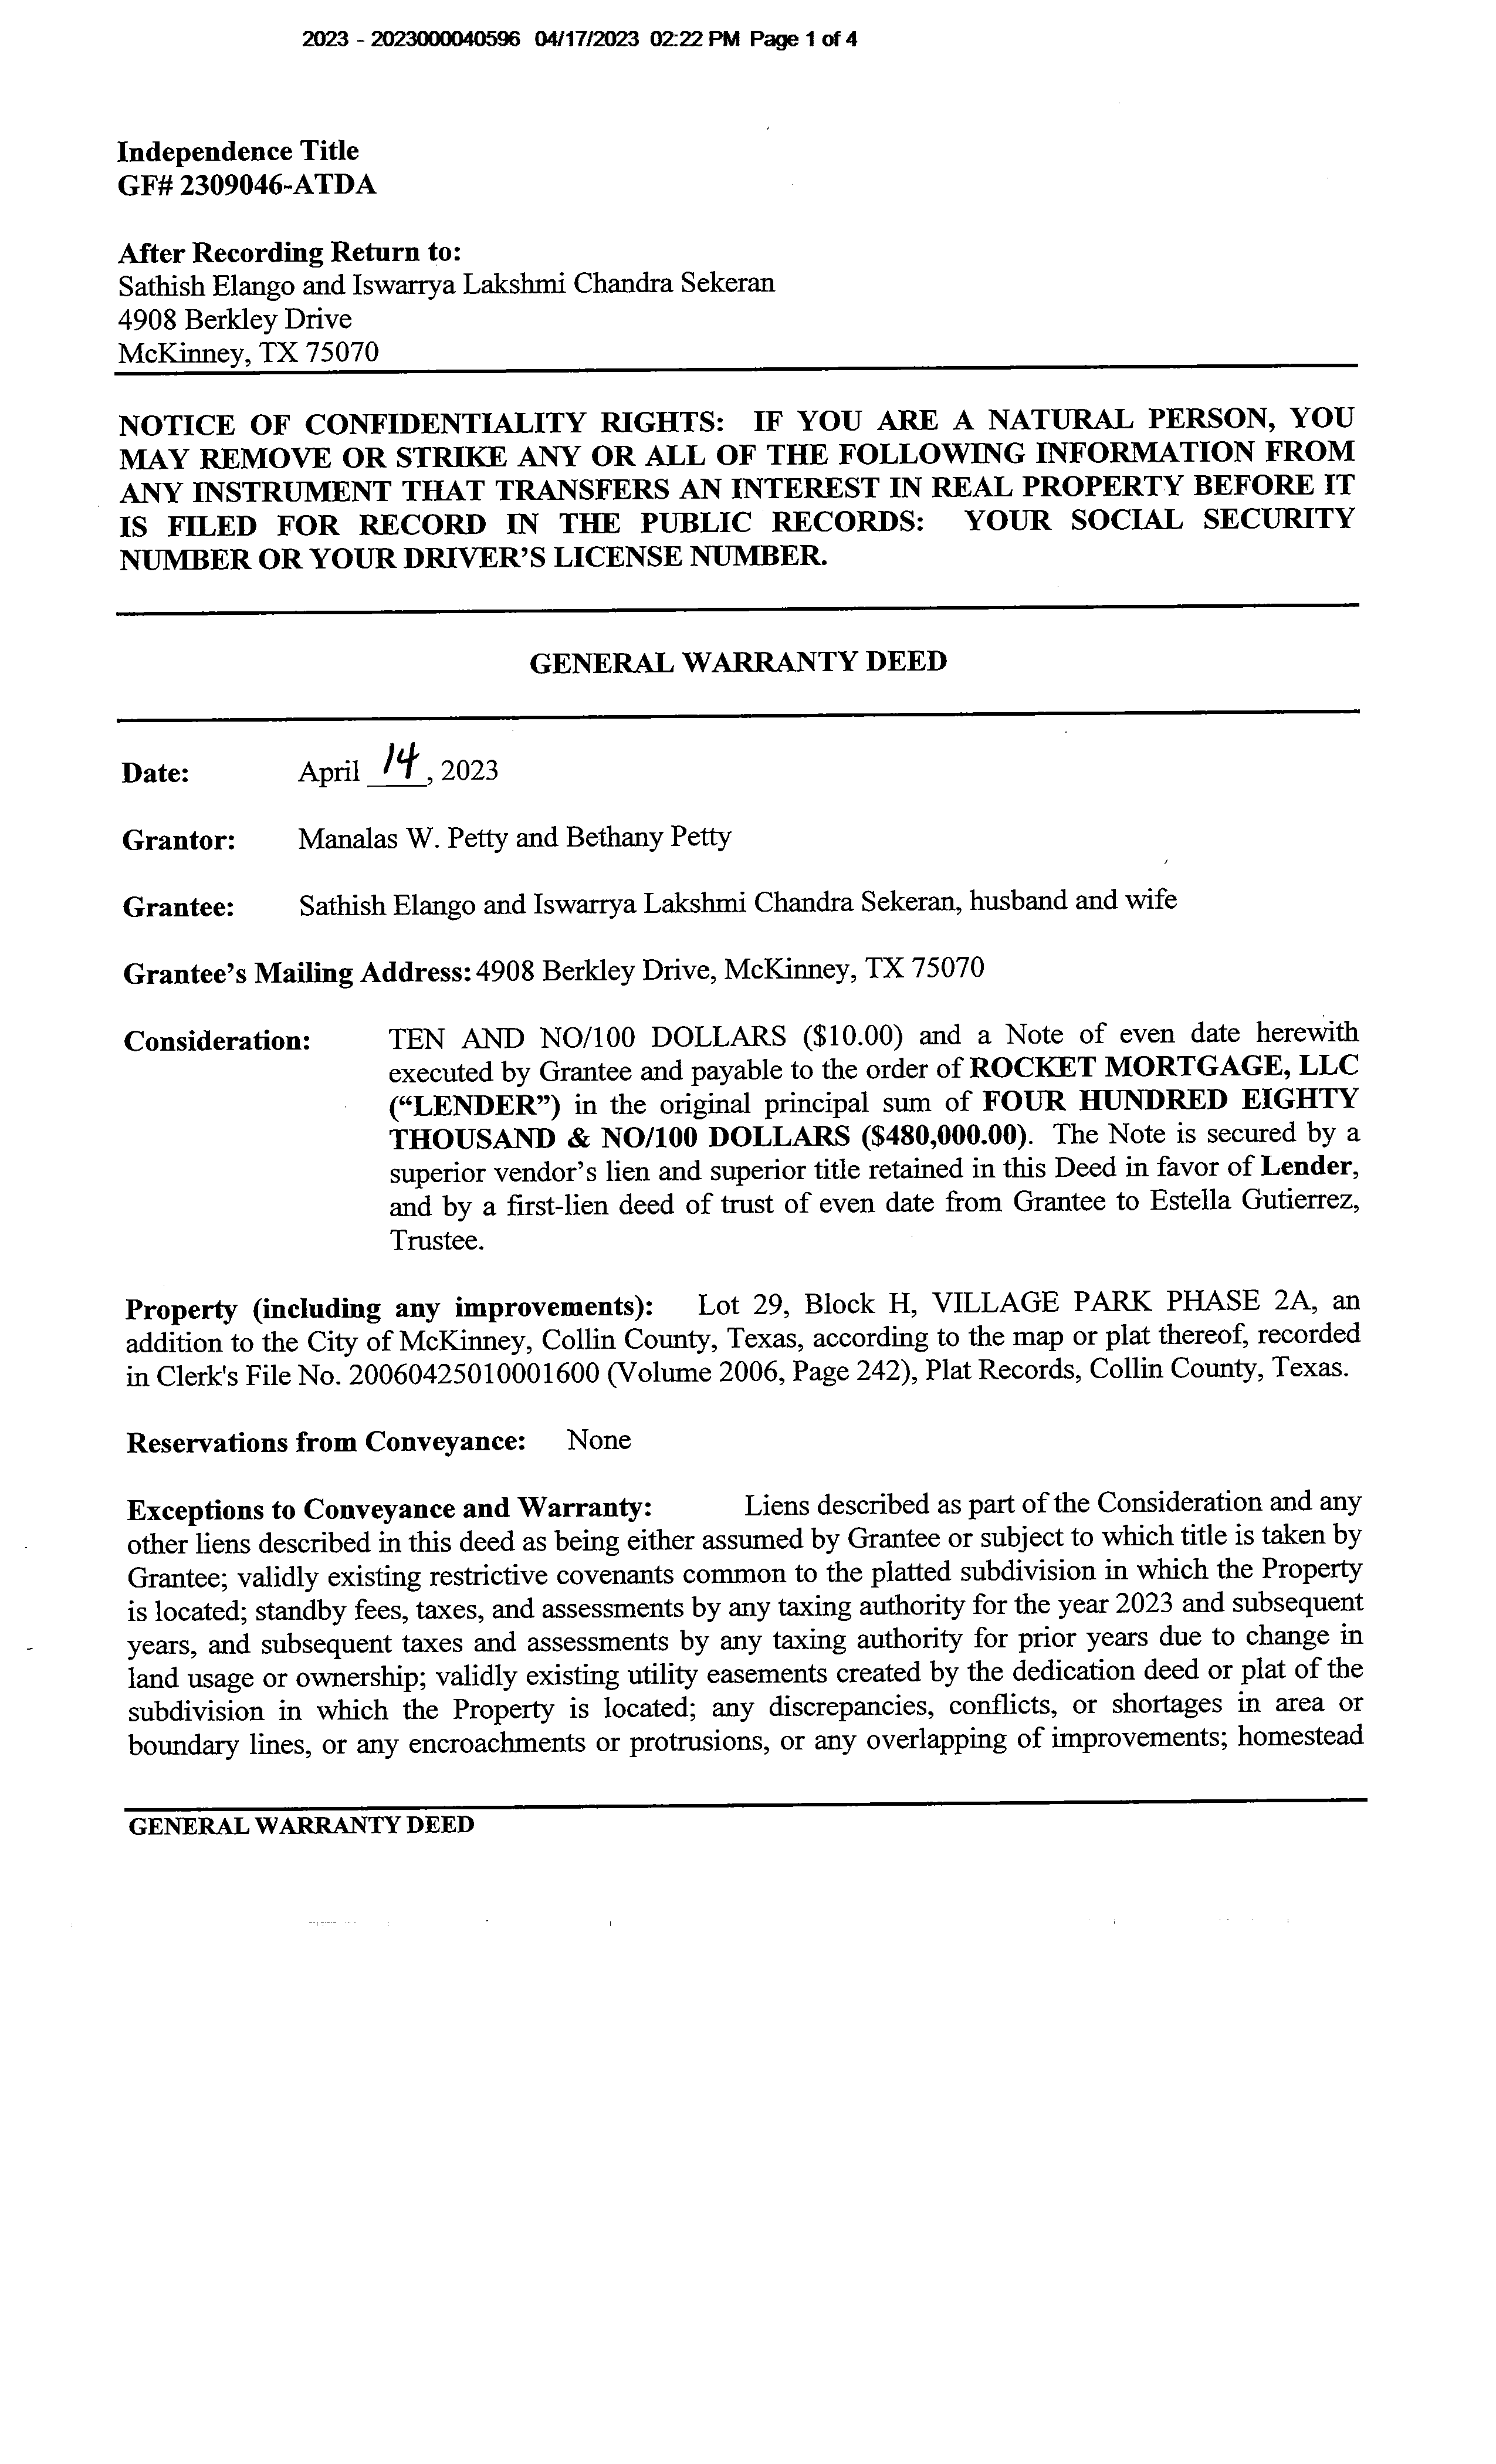 2023 - 2023000040596 04/17/2023 02:22 PM Page 1 of 4
Independence Title
GF# 2309046-ATDA
After Recording Return to:
Sathish Elango and Iswarrya Lakshmi Chandra Sekeran
4908 Berkley Drive
McKinney, TX 75070
NOTICE OF CONFIDENTIALITY RIGHTS: IF YOU ARE A NATURAL PERSON, YOU
MAY REMOVE OR STRIKE ANY OR ALL OF THE FOLLOWING INFORMATION FROM
ANY INSTRUMENT THAT TRANSFERS AN INTEREST IN REAL PROPERTY BEFORE IT
IS FILED FOR RECORD IN THE PUBLIC RECORDS: YOUR SOCIAL SECURITY
NUMBER OR YOUR DRIVER'S LICENSE NUMBER.
GENERAL WARRANTY DEED
Date: April 14, 2023
Grantor: Manalas W. Petty and Bethany Petty
Grantee: Sathish Elango and Iswarrya Lakshmi Chandra Sekeran, husband and wife
Grantee's Mailing Address: 4908 Berkley Drive, McKinney, TX 75070
Consideration: TEN AND NO/100 DOLLARS ($10.00) and a Note of even date herewith
executed by Grantee and payable to the order of ROCKET MORTGAGE, LLC
("LENDER") in the original principal sum of FOUR HUNDRED EIGHTY
THOUSAND & NO/100 DOLLARS ($480,000.00). The Note is secured by a
superior vendor's lien and superior title retained in this Deed in favor of Lender,
and by a first-lien deed of trust of even date from Grantee to Estella Gutierrez,
Trustee.
Property (including any improvements): Lot 29, Block H, VILLAGE PARK PHASE 2A, an
addition to the City of McKinney, Collin County, Texas, according to the map or plat thereof, recorded
in Clerk's File No. 20060425010001600 (Volume 2006, Page 242), Plat Records, Collin County, Texas.
Reservations from Conveyance: None
Exceptions to Conveyance and Warranty: Liens described as part of the Consideration and any
other liens described in this deed as being either assumed by Grantee or subject to which title is taken by
Grantee; validly existing restrictive covenants common to the platted subdivision in which the Property
is located; standby fees, taxes, and assessments by any taxing authority for the year 2023 and subsequent
years, and subsequent taxes and assessments by any taxing authority for prior years due to change in
land usage or ownership; validly existing utility easements created by the dedication deed or plat of the
subdivision in which the Property is located; any discrepancies, conflicts, or shortages in area or
boundary lines, or any encroachments or protrusions, or any overlapping of improvements; homestead
GENERAL WARRANTY DEED